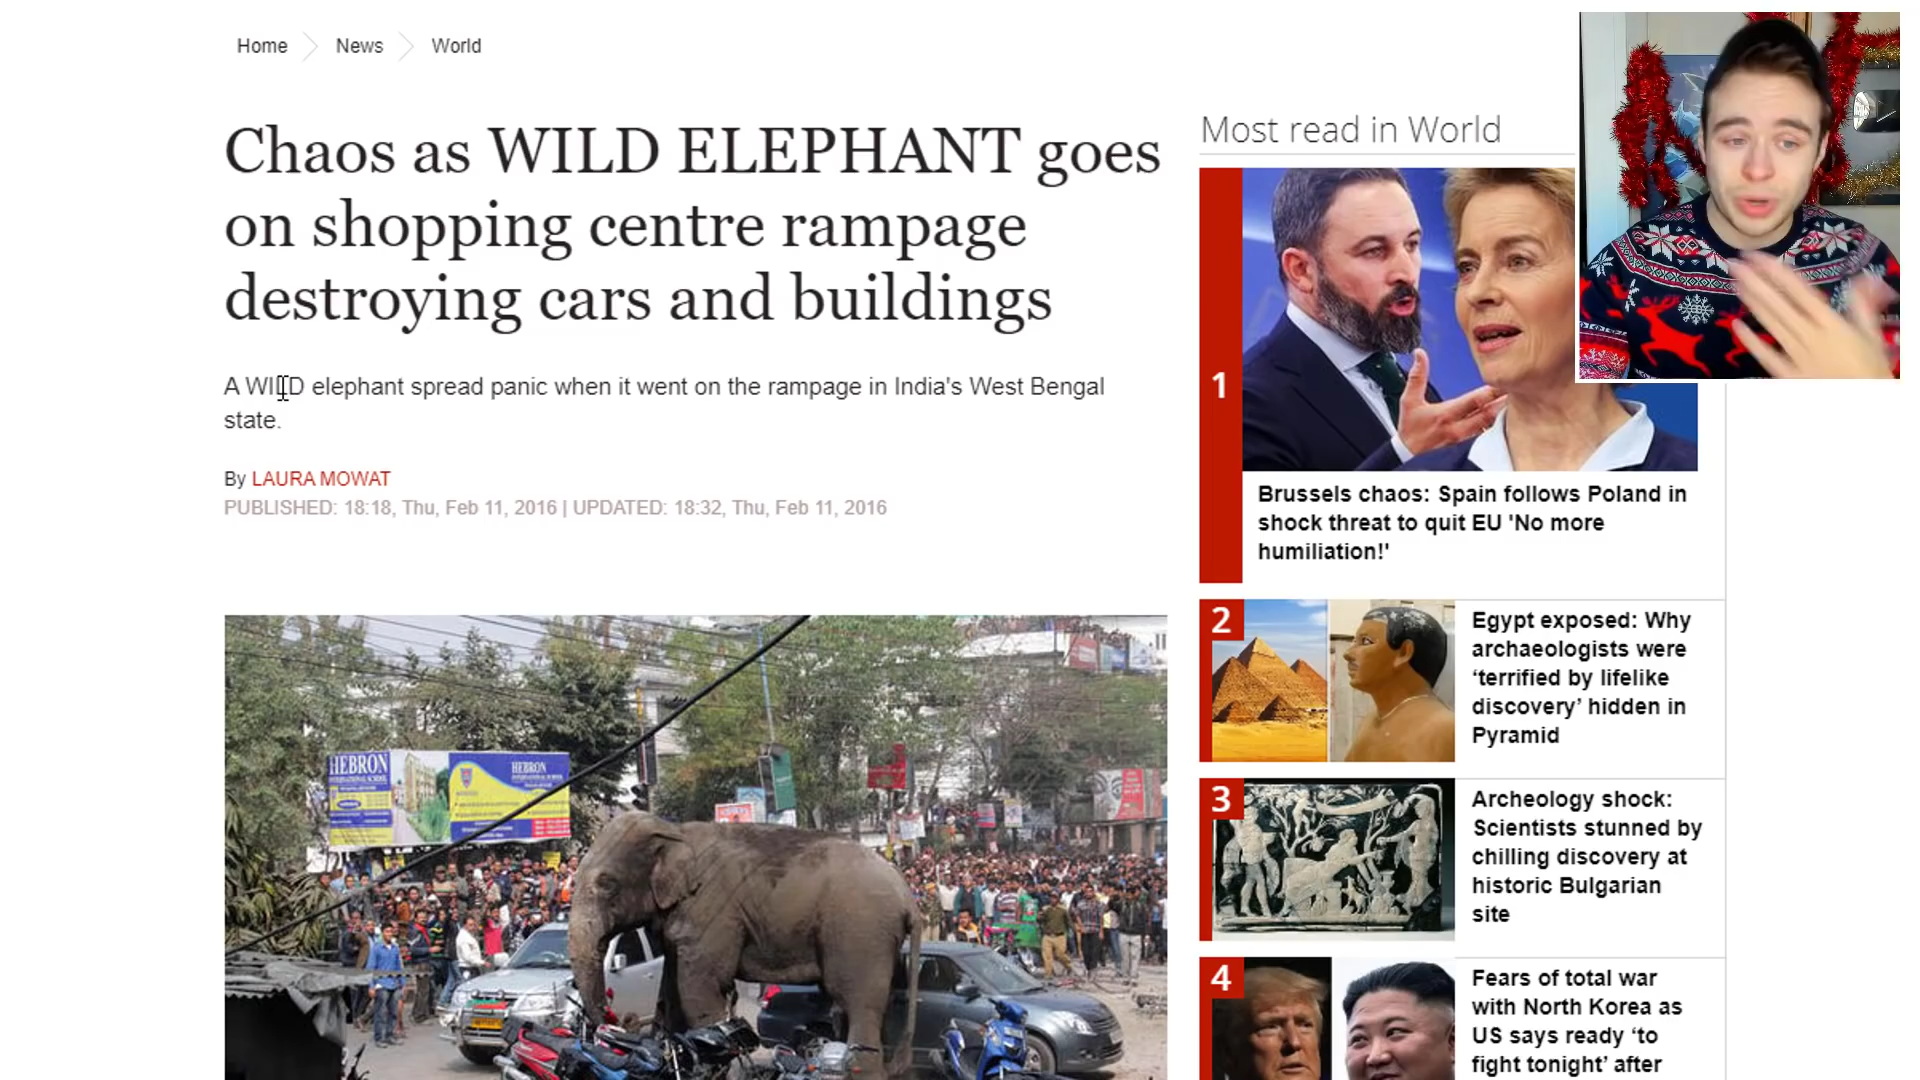 Home
News
World
Chaos as WILD ELEPHANT goes
on shopping centre rampage
destroying cars and buildings
A WILD elephant spread panic when it went on the rampage in India's West Bengal
state.
By LAURA MOWAT
PUBLISHED: 18:18, Thu, Feb 11, 2016 | UPDATED: 18:32, Thu, Feb 11, 2016
HEBRON
HEBRON
Most read in World
1
Brussels chaos: Spain follows Poland in
shock threat to quit EU 'No more
humiliation!'
2
Egypt exposed: Why
archaeologists were
‘terrified by lifelike
discovery’ hidden in
Pyramid
3
Archeology shock:
Scientists stunned by
chilling discovery at
historic Bulgarian
site
4
Fears of total war
with North Korea as
US says ready ‘to
fight tonight’ after